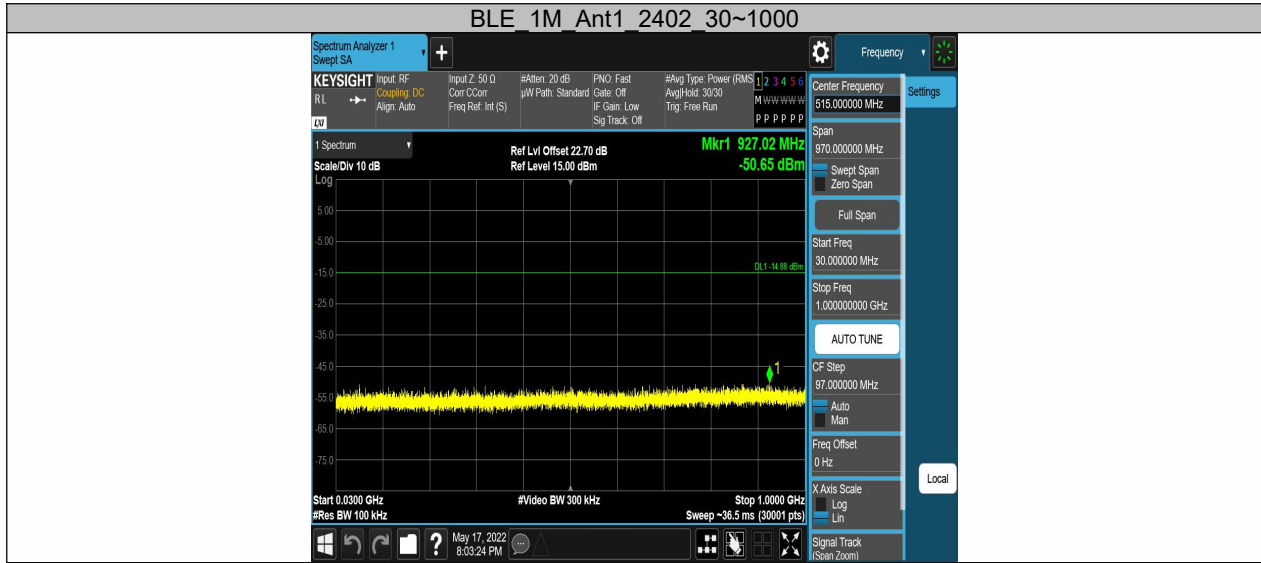 BLE_1M_Ant1_2402_30~1000
Spectrum Analyzer 1
Swept SA
Frequency
KEYSIGHT
RL
LXI
Input: RF
Coupling: DC
Align: Auto
Input Z: 50 Ω
Corr CCorr
Freq Ref: Int (S)
#Atten: 20 dB
µW Path: Standard
PNO: Fast
Gate: Off
IF Gain: Low
Sig Track: Off
#Avg Type: Power (RMS
Avg|Hold: 30/30
Trig: Free Run
1 2 3 4 5 6
M W W W W W
P P P P P P
1 Spectrum
Scale/Div 10 dB
Ref Lvl Offset 22.70 dB
Ref Level 15.00 dBm
Mkr1 927.02 MHz
-50.65 dBm
Log
5.00
-5.00
-15.0
-25.0
-35.0
-45.0
-55.0
-65.0
-75.0
DL1 -14.88 dBm
1
Start 0.0300 GHz
#Res BW 100 kHz
#Video BW 300 kHz
Stop 1.0000 GHz
Sweep ~36.5 ms (30001 pts)
May 17, 2022
8:03:24 PM
Center Frequency
515.000000 MHz
Span
970.000000 MHz
Swept Span
Zero Span
Full Span
Start Freq
30.000000 MHz
Stop Freq
1.000000000 GHz
AUTO TUNE
CF Step
97.000000 MHz
Auto
Man
Freq Offset
0 Hz
X Axis Scale
Log
Lin
Signal Track
(Span Zoom)
Settings
Local